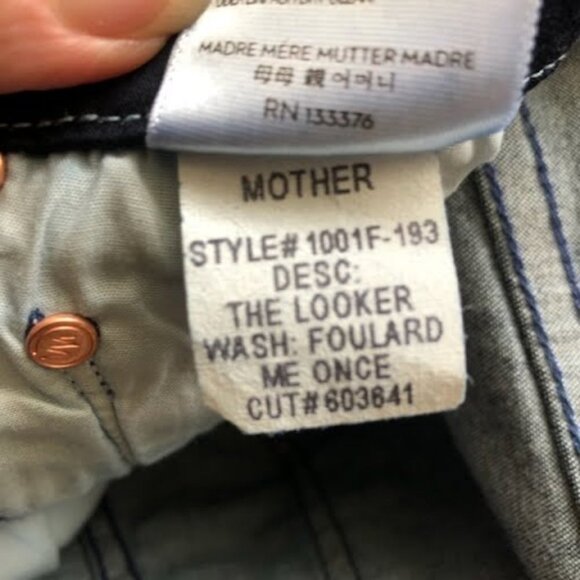 MADRE MÈRE MUTTER MADRE
母母 親 어머니
RN 133376
MOTHER
STYLE# 1001F-193
DESC:
THE LOOKER
WASH: FOULARD
ME ONCE
CUT# 603641